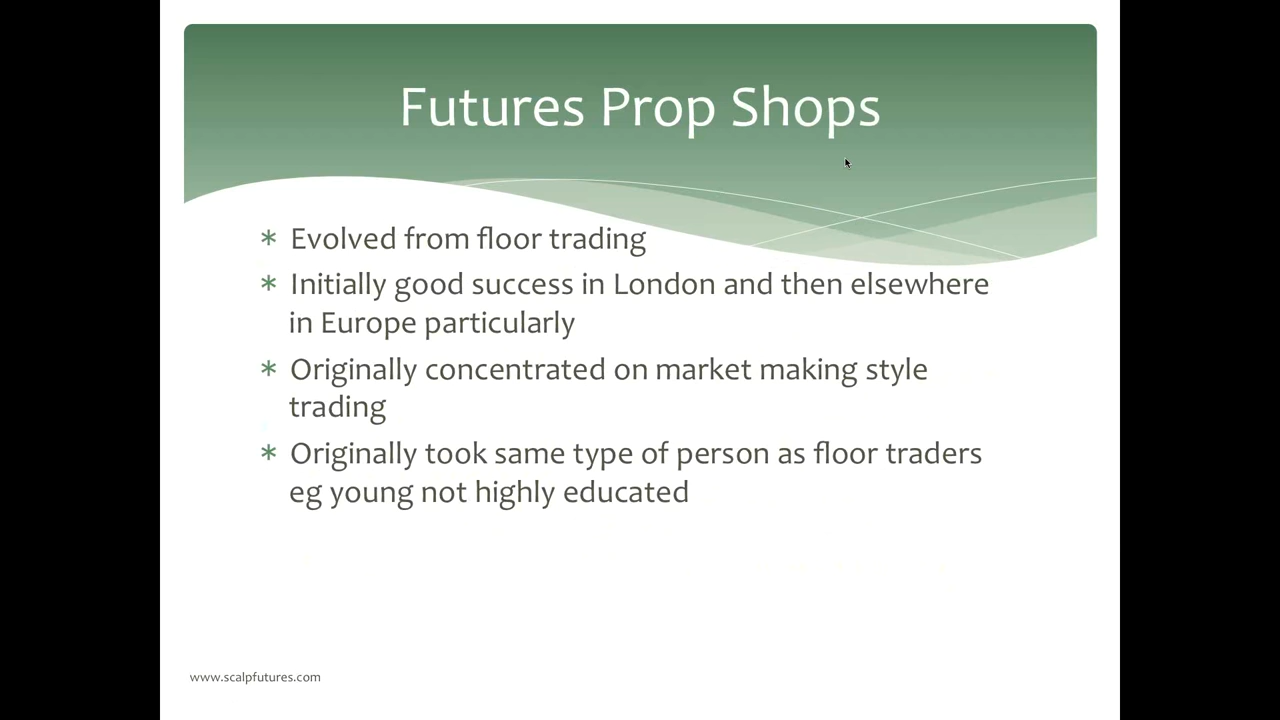 Futures Prop Shops
* Evolved from floor trading
* Initially good success in London and then elsewhere
in Europe particularly
* Originally concentrated on market making style
trading
* Originally took same type of person as floor traders
eg young not highly educated
www.scalpfutures.com